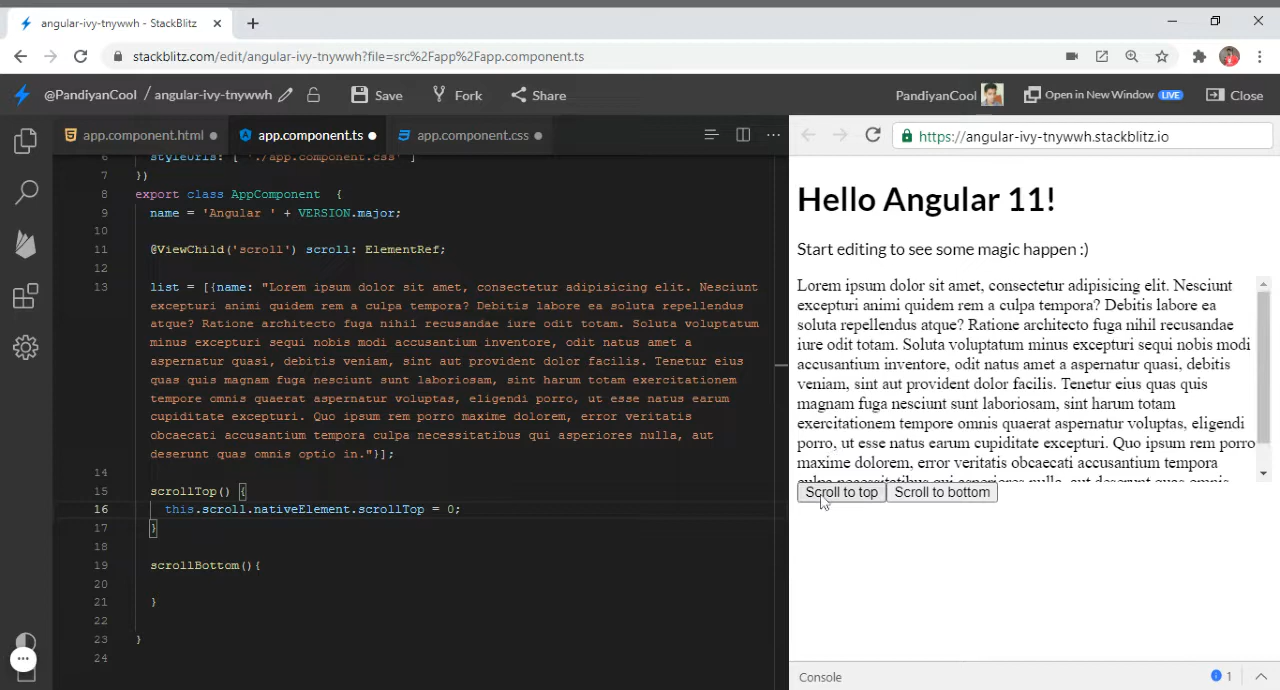 angular-ivy-tnywwh - StackBlitz
stackblitz.com/edit/angular-ivy-tnywwh?file=src%2Fapp%2Fapp.component.ts
@PandiyanCool / angular-ivy-tnywwh Save Fork Share PandiyanCool Open in New Window LIVE Close
app.component.html app.component.ts app.component.css
https://angular-ivy-tnywwh.stackblitz.io
6 styleUrls: [ './app.component.css' ]
7 })
8 export class AppComponent {
9 name = 'Angular ' + VERSION.major;
10
11 @ViewChild('scroll') scroll: ElementRef;
12
13 list = [{name: "Lorem ipsum dolor sit amet, consectetur adipisicing elit. Nesciunt
excepturi animi quidem rem a culpa tempora? Debitis labore ea soluta repellendus
atque? Ratione architecto fuga nihil recusandae iure odit totam. Soluta voluptatum
minus excepturi sequi nobis modi accusantium inventore, odit natus amet a
aspernatur quasi, debitis veniam, sint aut provident dolor facilis. Tenetur eius
quas quis magnam fuga nesciunt sunt laboriosam, sint harum totam exercitationem
tempore omnis quaerat aspernatur voluptas, eligendi porro, ut esse natus earum
cupiditate excepturi. Quo ipsum rem porro maxime dolorem, error veritatis
obcaecati accusantium tempora culpa necessitatibus qui asperiores nulla, aut
deserunt quas omnis optio in."}];
14
15 scrollTop() {
16 this.scroll.nativeElement.scrollTop = 0;
17 }
18
19 scrollBottom(){
20
21 }
22
23 }
24
Hello Angular 11!
Start editing to see some magic happen :)
Lorem ipsum dolor sit amet, consectetur adipisicing elit. Nesciunt
excepturi animi quidem rem a culpa tempora? Debitis labore ea
soluta repellendus atque? Ratione architecto fuga nihil recusandae
iure odit totam. Soluta voluptatum minus excepturi sequi nobis modi
accusantium inventore, odit natus amet a aspernatur quasi, debitis
veniam, sint aut provident dolor facilis. Tenetur eius quas quis
magnam fuga nesciunt sunt laboriosam, sint harum totam
exercitationem tempore omnis quaerat aspernatur voluptas, eligendi
porro, ut esse natus earum cupiditate excepturi. Quo ipsum rem porro
maxime dolorem, error veritatis obcaecati accusantium tempora
culpa necessitatibus qui asperiores nulla, aut deserunt quas omnis
Scroll to top Scroll to bottom
Console 1